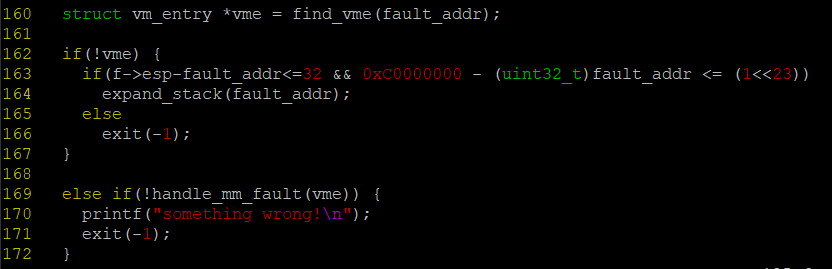 160   struct vm_entry *vme = find_vme(fault_addr);
161
162   if(!vme) {
163     if(f->esp-fault_addr<=32 && 0xC0000000 - (uint32_t)fault_addr <= (1<<23))
164       expand_stack(fault_addr);
165     else
166       exit(-1);
167   }
168
169   else if(!handle_mm_fault(vme)) {
170     printf("something wrong!\n");
171     exit(-1);
172   }